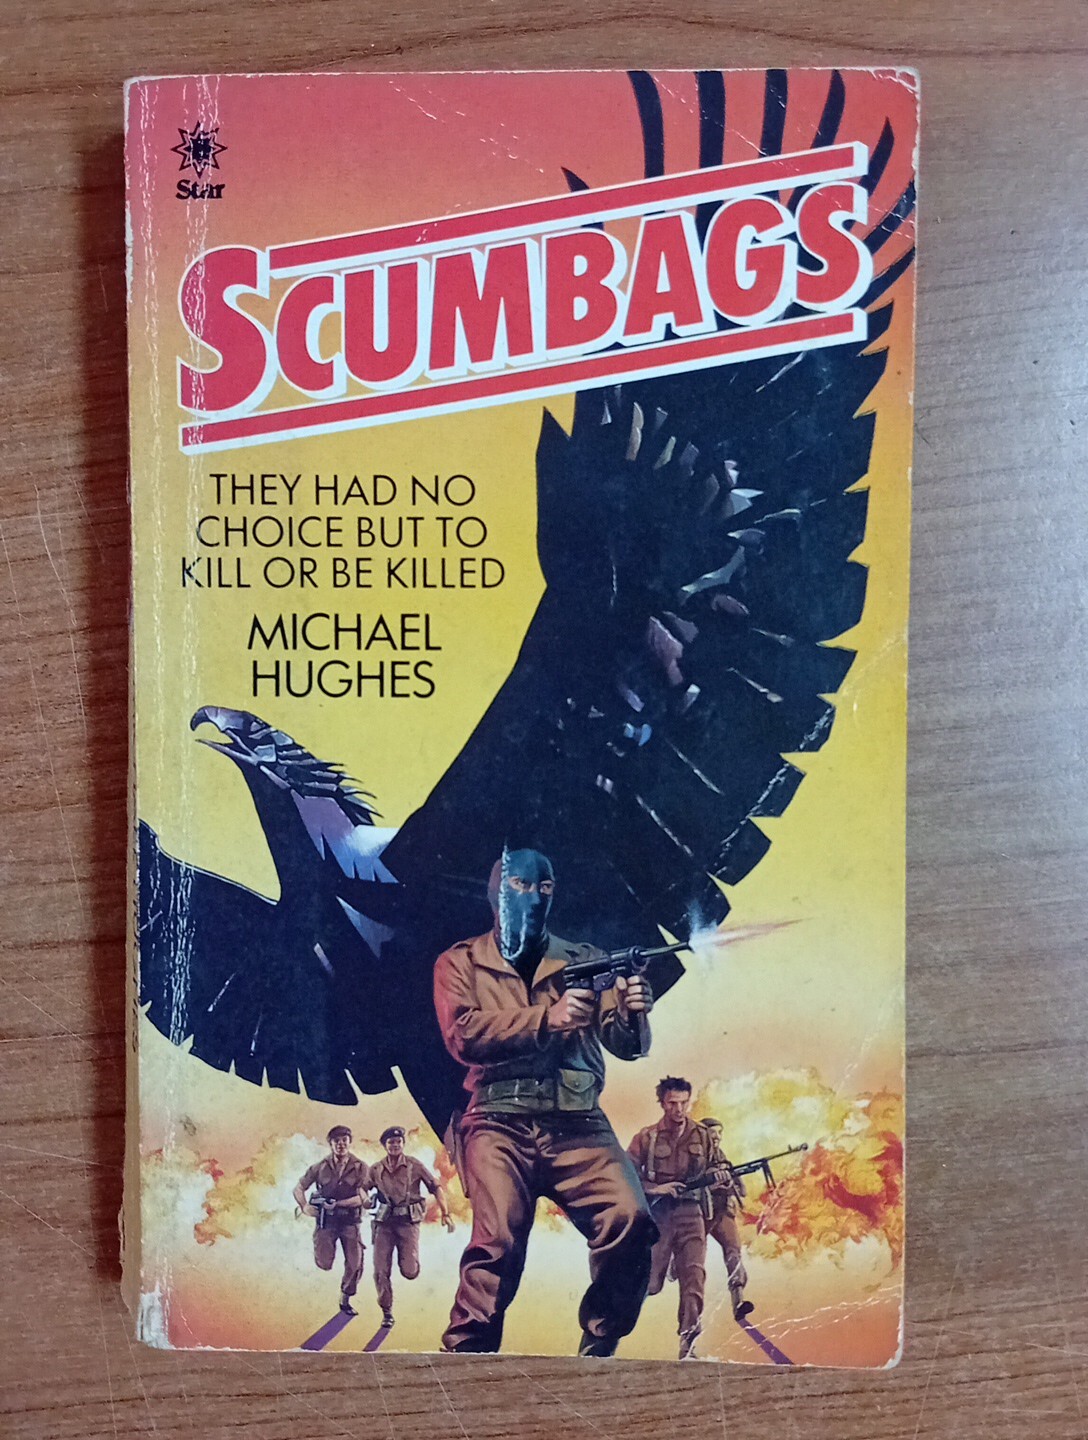 Star
SCUMBAGS
THEY HAD NO
CHOICE BUT TO
KILL OR BE KILLED
MICHAEL
HUGHES